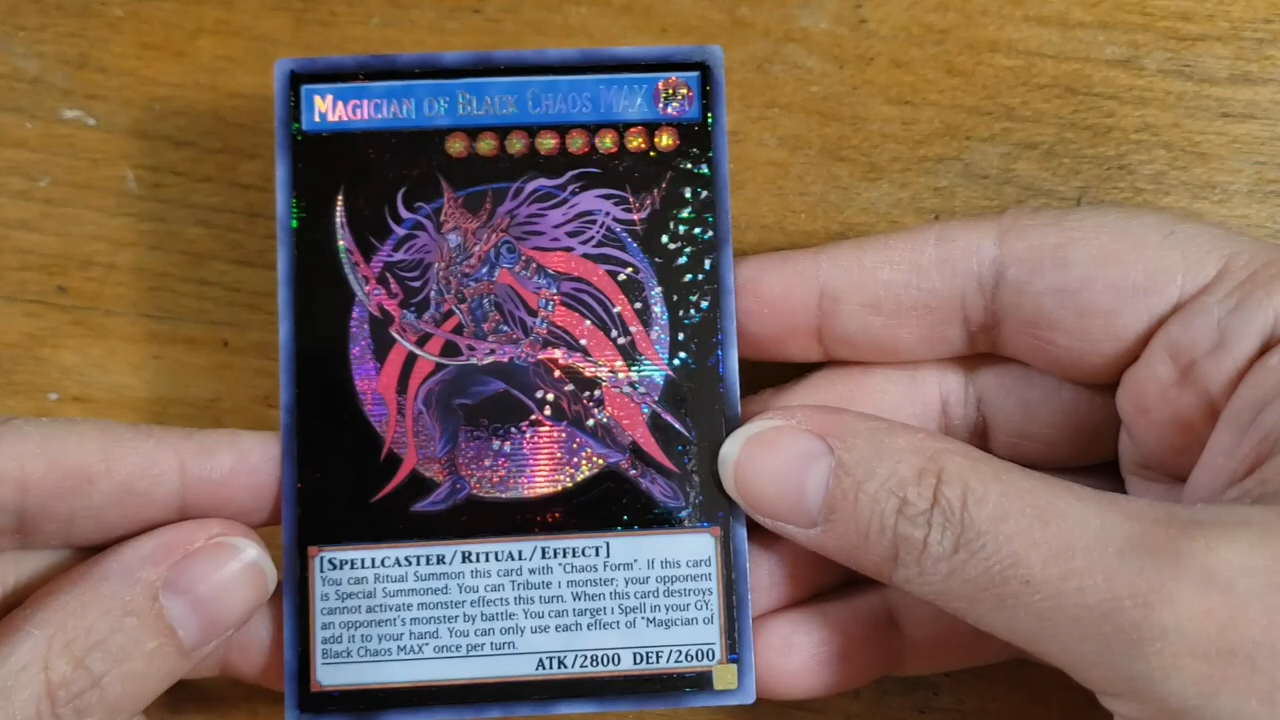 MAGICIAN OF BLACK CHAOS MAX
[SPELLCASTER/RITUAL/EFFECT]
You can Ritual Summon this card with "Chaos Form". If this card
is Special Summoned: You can Tribute 1 monster; your opponent
cannot activate monster effects this turn. When this card destroys
an opponent's monster by battle: You can target 1 Spell in your GY;
add it to your hand. You can only use each effect of "Magician of
Black Chaos MAX" once per turn.
ATK/2800 DEF/2600